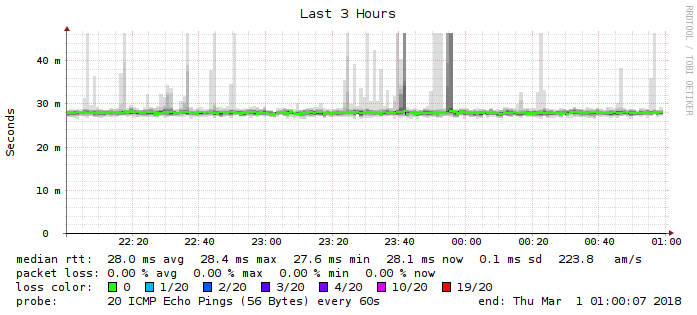 Last 3 Hours
RRDTOOL / TOBI OETIKER
Seconds
40 m
30 m
20 m
10 m
0
22:20 22:40 23:00 23:20 23:40 00:00 00:20 00:40 01:00
median rtt: 28.0 ms avg 28.4 ms max 27.6 ms min 28.1 ms now 0.1 ms sd 223.8 am/s
packet loss: 0.00 % avg 0.00 % max 0.00 % min 0.00 % now
loss color: 0 1/20 2/20 3/20 4/20 10/20 19/20
probe: 20 ICMP Echo Pings (56 Bytes) every 60s end: Thu Mar 1 01:00:07 2018